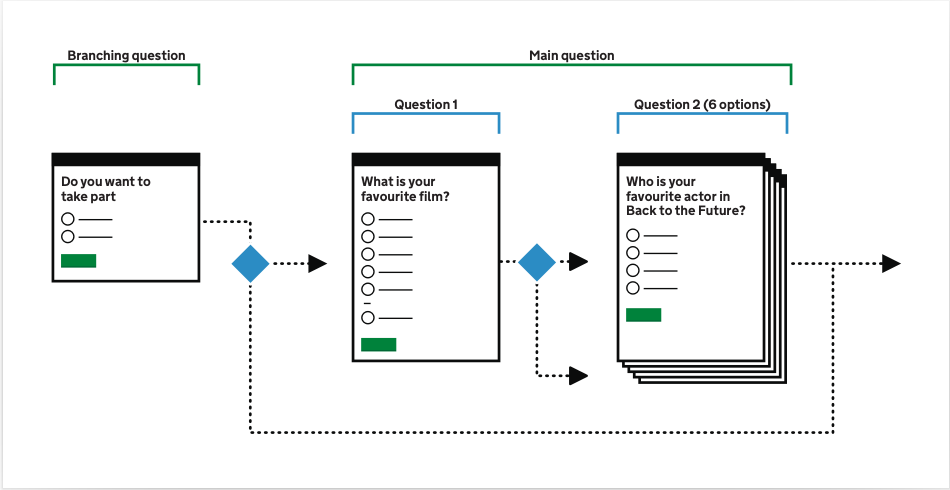 Branching question
Main question
Question 1
Question 2 (6 options)
Do you want to
take part
What is your
favourite film?
Who is your
favourite actor in
Back to the Future?